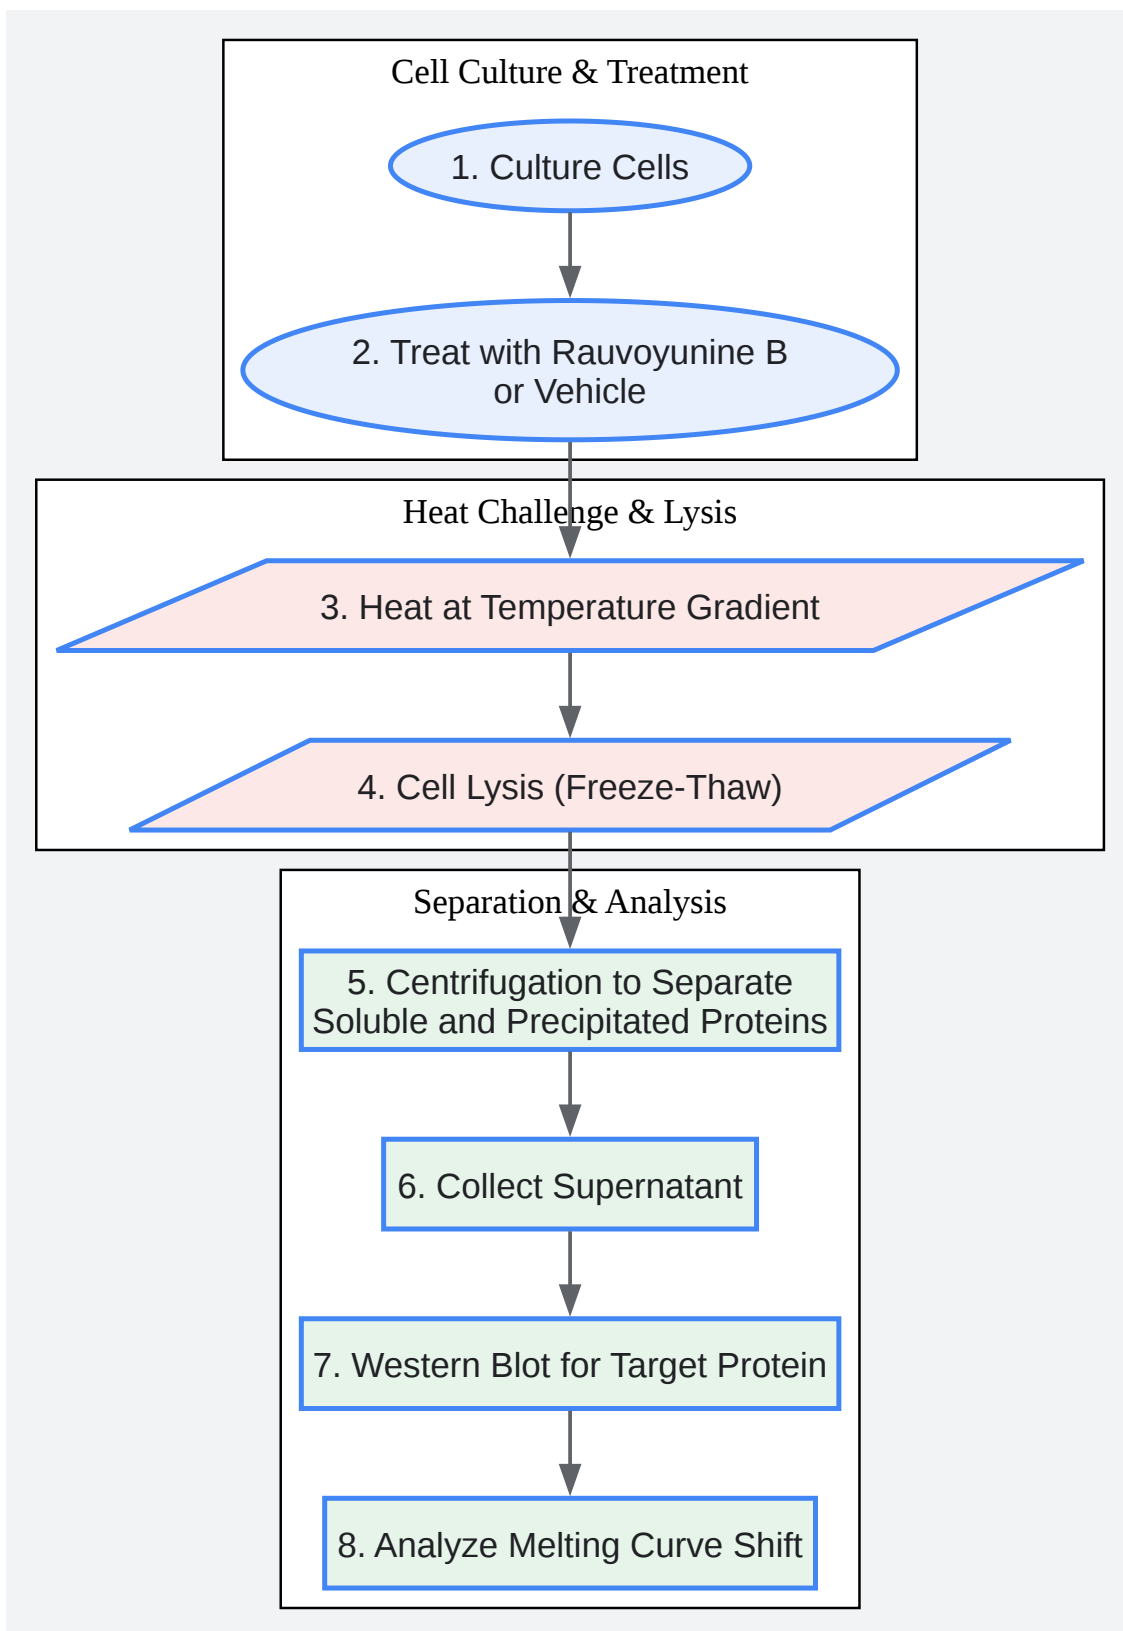 Cell Culture & Treatment
1. Culture Cells
2. Treat with Rauvoyunine B
or Vehicle
Heat Challenge & Lysis
3. Heat at Temperature Gradient
4. Cell Lysis (Freeze-Thaw)
Separation & Analysis
5. Centrifugation to Separate
Soluble and Precipitated Proteins
6. Collect Supernatant
7. Western Blot for Target Protein
8. Analyze Melting Curve Shift